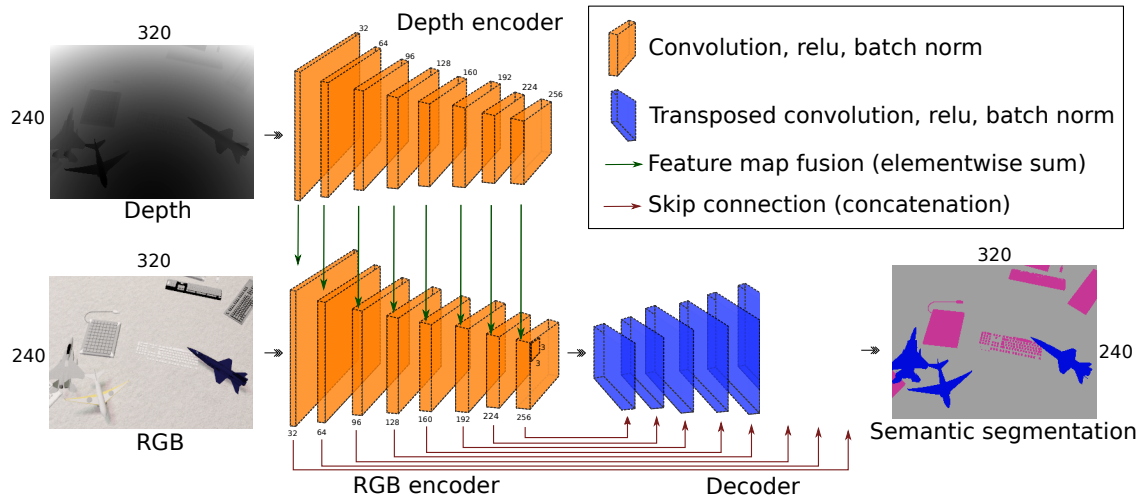 320
240
Depth
Depth encoder
32
64
96
128
160
192
224
256
Convolution, relu, batch norm
Transposed convolution, relu, batch norm
Feature map fusion (elementwise sum)
Skip connection (concatenation)
320
240
RGB
3
3
32
64
96
128
160
192
224
256
RGB encoder
Decoder
320
240
Semantic segmentation